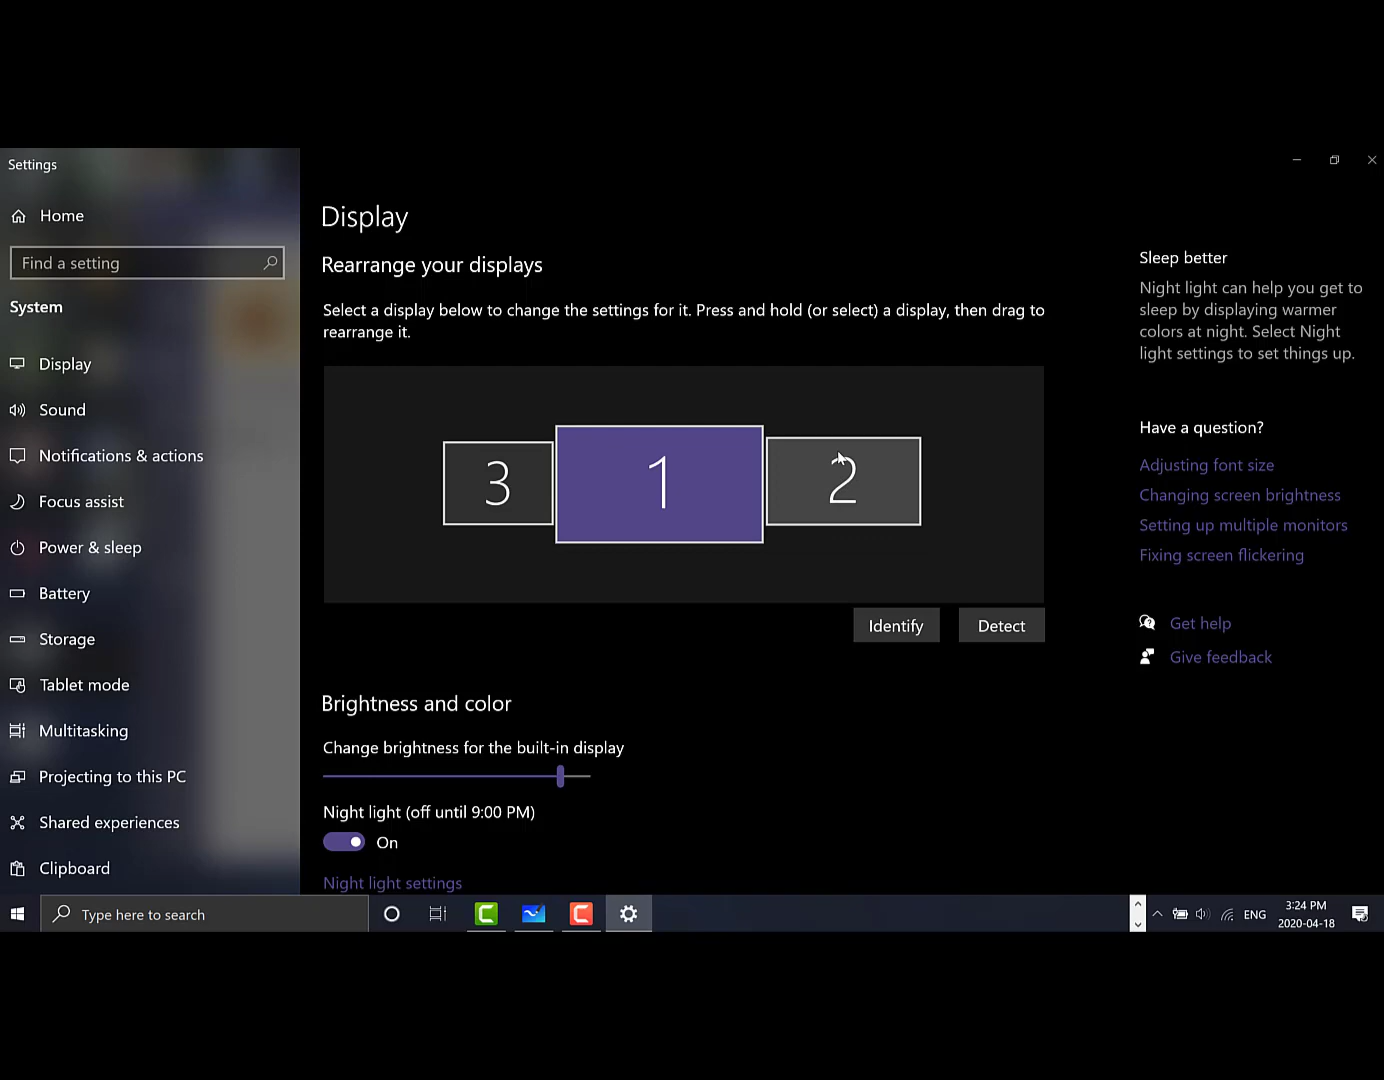 Settings
Home
Find a setting
System
Display
Sound
Notifications & actions
Focus assist
Power & sleep
Battery
Storage
Tablet mode
Multitasking
Projecting to this PC
Shared experiences
Clipboard
Display
Rearrange your displays
Select a display below to change the settings for it. Press and hold (or select) a display, then drag to
rearrange it.
3
1
2
Identify
Detect
Brightness and color
Change brightness for the built-in display
Night light (off until 9:00 PM)
On
Night light settings
Sleep better
Night light can help you get to
sleep by displaying warmer
colors at night. Select Night
light settings to set things up.
Have a question?
Adjusting font size
Changing screen brightness
Setting up multiple monitors
Fixing screen flickering
Get help
Give feedback
Type here to search
ENG
3:24 PM
2020-04-18